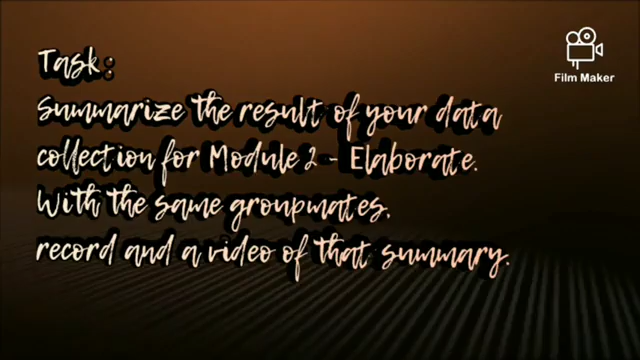 Task:
Summarize the result of your data
collection for Module 2 - Elaborate.
With the same groupmates,
record and a video of that summary.
Film Maker